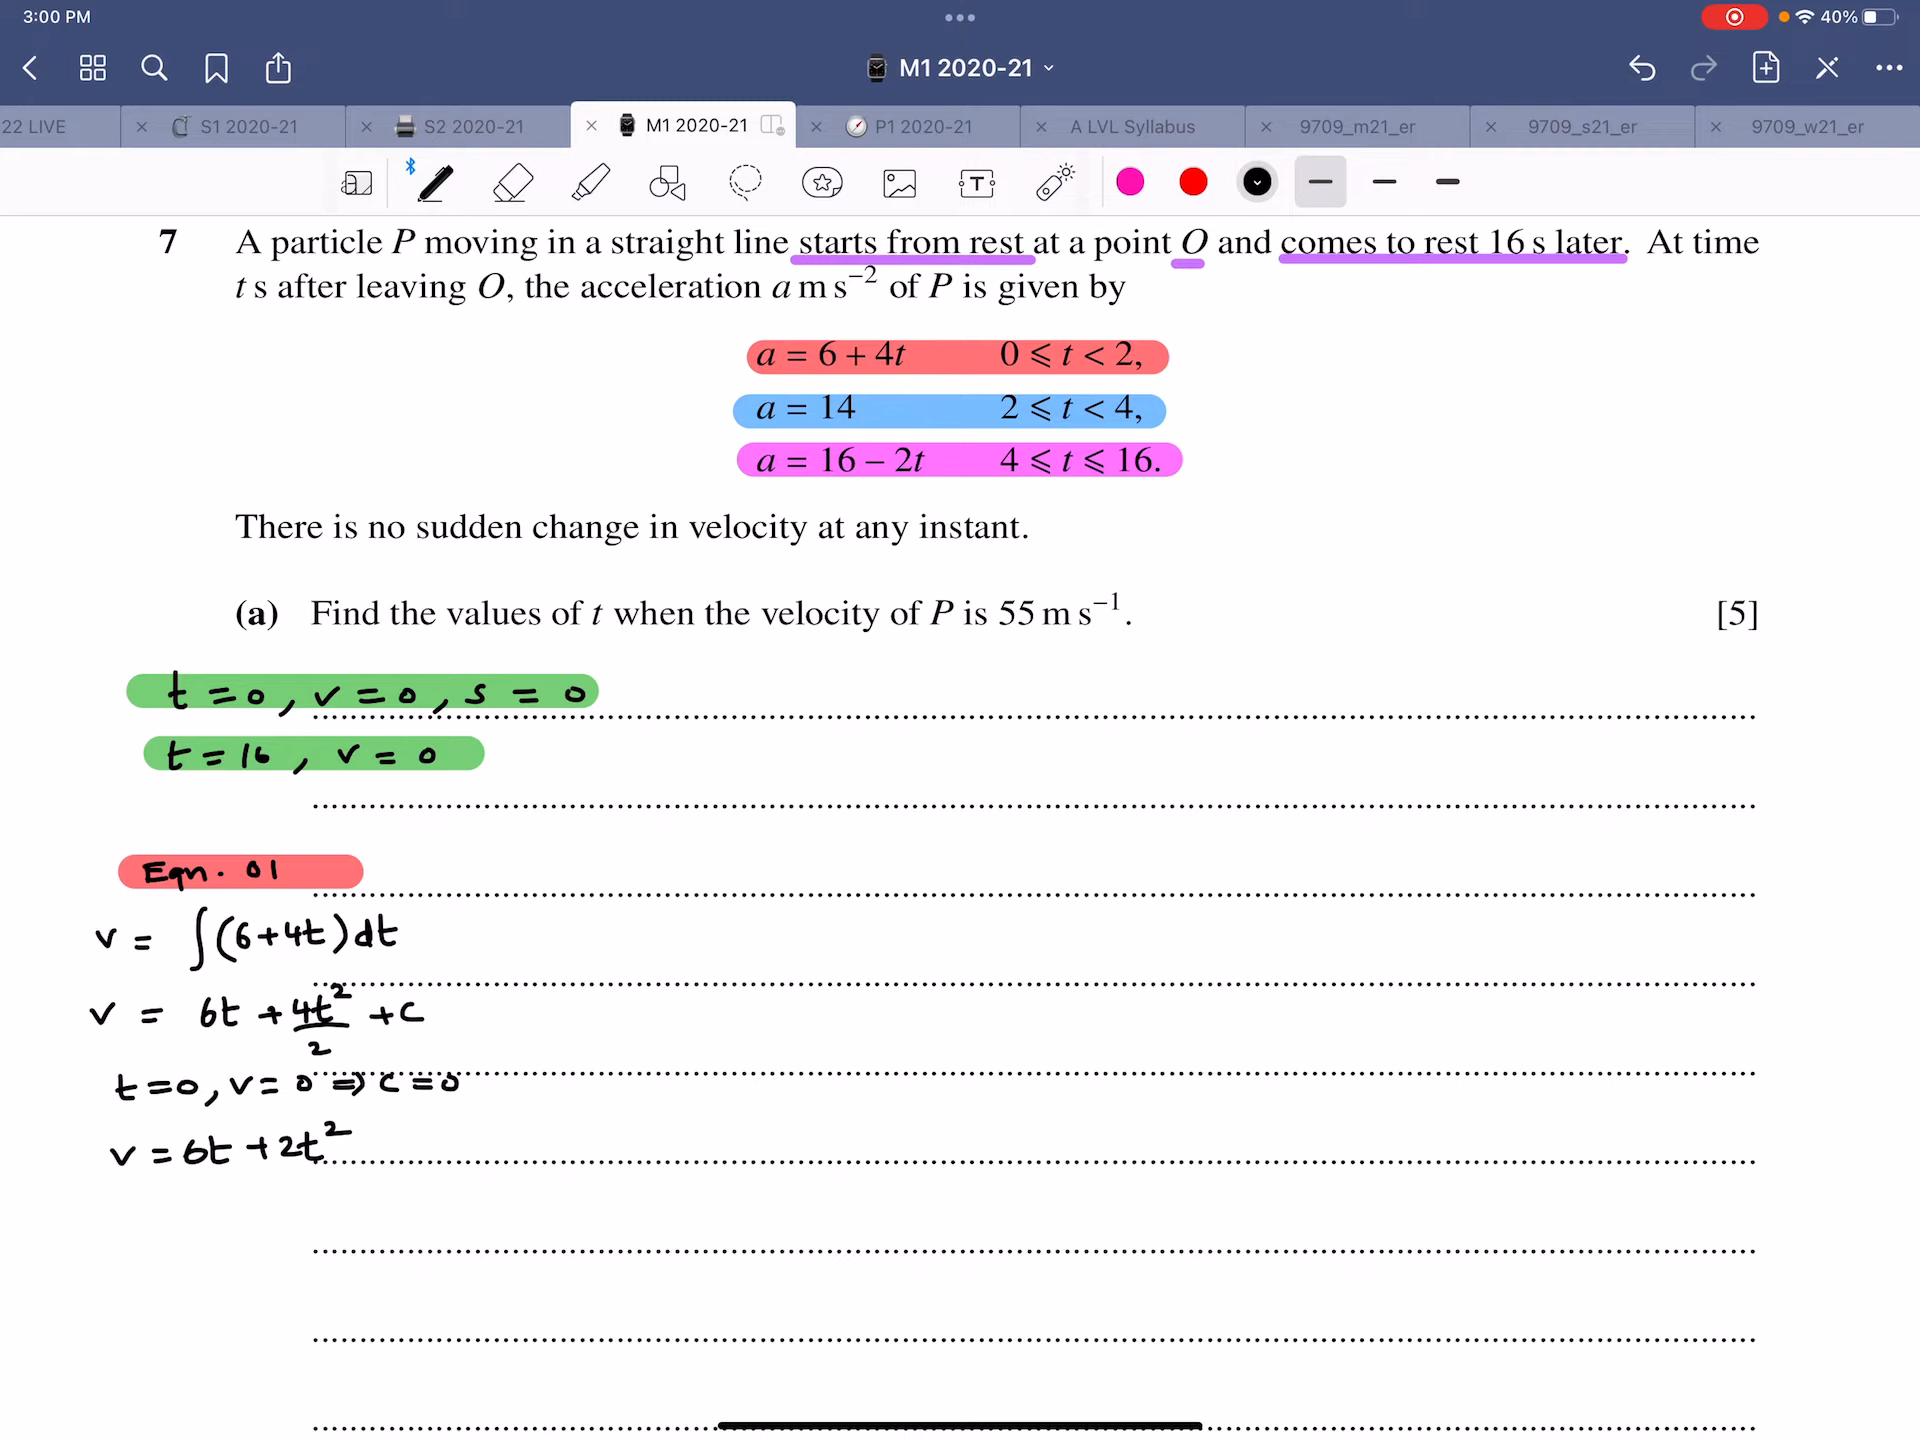 3:00 PM
40%
M1 2020-21
22 LIVE
S1 2020-21
S2 2020-21
M1 2020-21
P1 2020-21
A LVL Syllabus
9709_m21_er
9709_s21_er
9709_w21_er
7 A particle P moving in a straight line starts from rest at a point O and comes to rest 16 s later. At time
t s after leaving O, the acceleration a m s⁻² of P is given by
a = 6 + 4t 0 ⩽ t < 2,
a = 14 2 ⩽ t < 4,
a = 16 – 2t 4 ⩽ t ⩽ 16.
There is no sudden change in velocity at any instant.
(a) Find the values of t when the velocity of P is 55 m s⁻¹. [5]
t = 0, v = 0, s = 0
t = 16, v = 0
Eqn. 01
v = ∫(6+4t)dt
v = 6t + 4t²/2 + c
t = 0, v = 0 ⇒ c = 0
v = 6t + 2t²